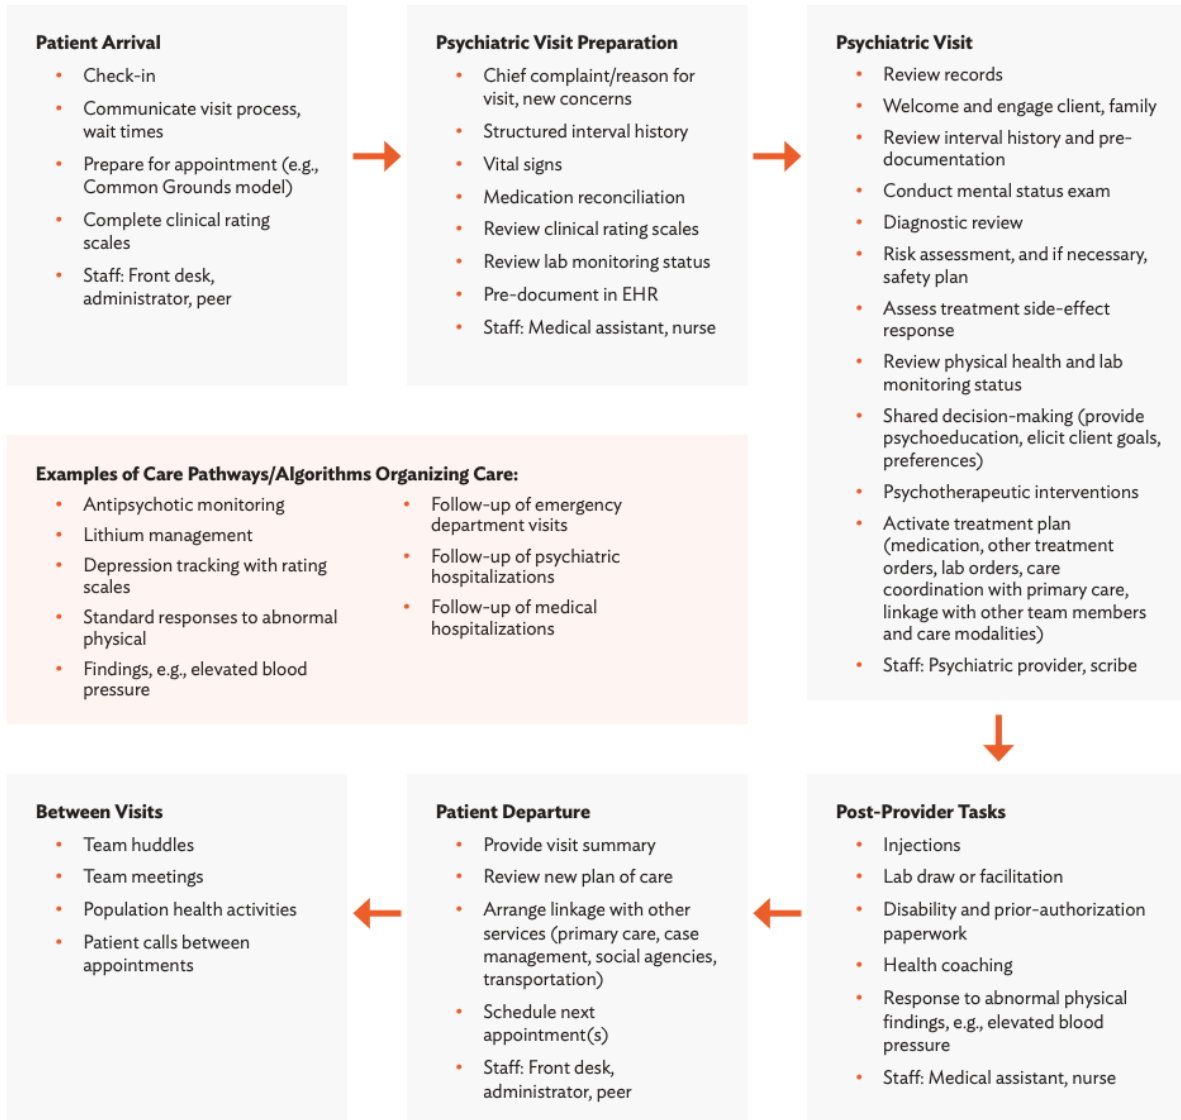 Patient Arrival
• Check-in
• Communicate visit process,
wait times
• Prepare for appointment (e.g.,
Common Grounds model)
• Complete clinical rating
scales
• Staff: Front desk,
administrator, peer
Psychiatric Visit Preparation
• Chief complaint/reason for
visit, new concerns
• Structured interval history
• Vital signs
• Medication reconciliation
• Review clinical rating scales
• Review lab monitoring status
• Pre-document in EHR
• Staff: Medical assistant, nurse
Psychiatric Visit
• Review records
• Welcome and engage client, family
• Review interval history and pre-
documentation
• Conduct mental status exam
• Diagnostic review
• Risk assessment, and if necessary,
safety plan
• Assess treatment side-effect
response
• Review physical health and lab
monitoring status
• Shared decision-making (provide
psychoeducation, elicit client goals,
preferences)
• Psychotherapeutic interventions
• Activate treatment plan
(medication, other treatment
orders, lab orders, care
coordination with primary care,
linkage with other team members
and care modalities)
• Staff: Psychiatric provider, scribe
Examples of Care Pathways/Algorithms Organizing Care:
• Antipsychotic monitoring
• Lithium management
• Depression tracking with rating
scales
• Standard responses to abnormal
physical
• Findings, e.g., elevated blood
pressure
• Follow-up of emergency
department visits
• Follow-up of psychiatric
hospitalizations
• Follow-up of medical
hospitalizations
Post-Provider Tasks
• Injections
• Lab draw or facilitation
• Disability and prior-authorization
paperwork
• Health coaching
• Response to abnormal physical
findings, e.g., elevated blood
pressure
• Staff: Medical assistant, nurse
Patient Departure
• Provide visit summary
• Review new plan of care
• Arrange linkage with other
services (primary care, case
management, social agencies,
transportation)
• Schedule next
appointment(s)
• Staff: Front desk,
administrator, peer
Between Visits
• Team huddles
• Team meetings
• Population health activities
• Patient calls between
appointments